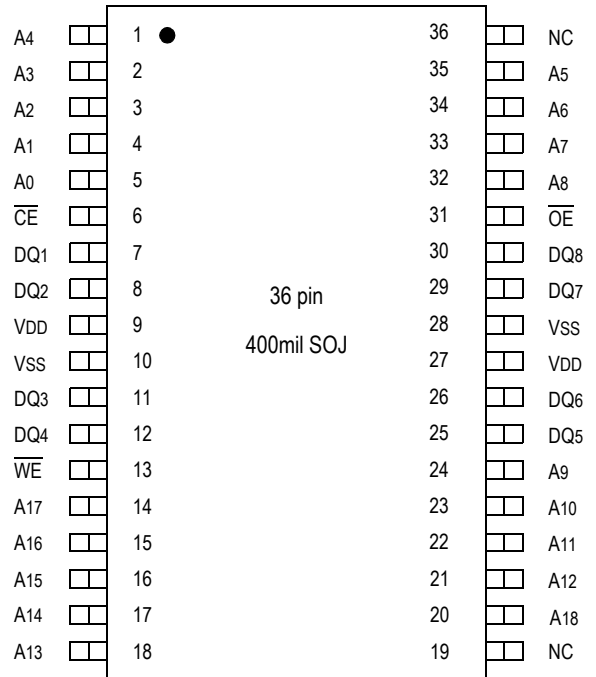 A4 1 36 NC
A3 2 35 A5
A2 3 34 A6
A1 4 33 A7
A0 5 32 A8
C̅E̅ 6 31 O̅E̅
DQ1 7 30 DQ8
DQ2 8 29 DQ7
36 pin
VDD 9 28 VSS
400mil SOJ
VSS 10 27 VDD
DQ3 11 26 DQ6
DQ4 12 25 DQ5
W̅E̅ 13 24 A9
A17 14 23 A10
A16 15 22 A11
A15 16 21 A12
A14 17 20 A18
A13 18 19 NC